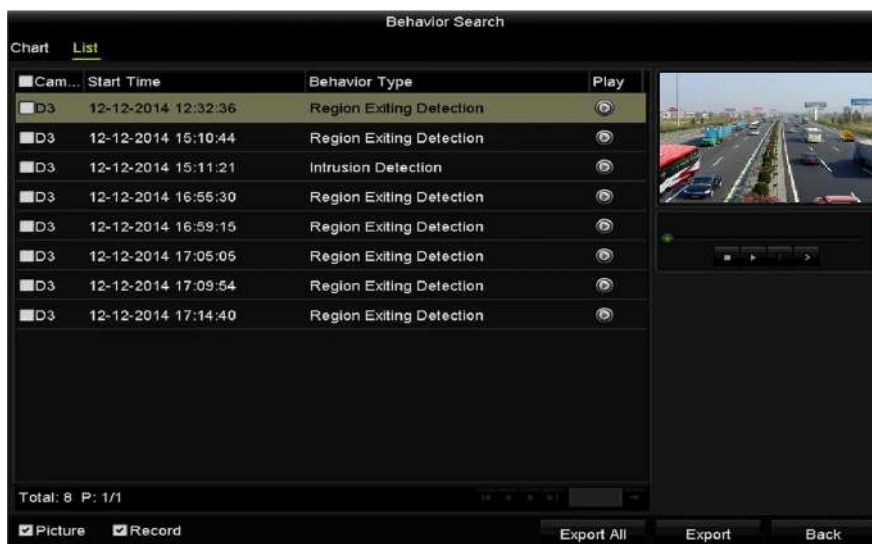 Behavior Search
Chart List
Cam... Start Time Behavior Type Play
D3 12-12-2014 12:32:36 Region Exiting Detection
D3 12-12-2014 15:10:44 Region Exiting Detection
D3 12-12-2014 15:11:21 Intrusion Detection
D3 12-12-2014 16:55:30 Region Exiting Detection
D3 12-12-2014 16:59:15 Region Exiting Detection
D3 12-12-2014 17:05:05 Region Exiting Detection
D3 12-12-2014 17:09:54 Region Exiting Detection
D3 12-12-2014 17:14:40 Region Exiting Detection
Total: 8 P: 1/1
Picture Record Export All Export Back